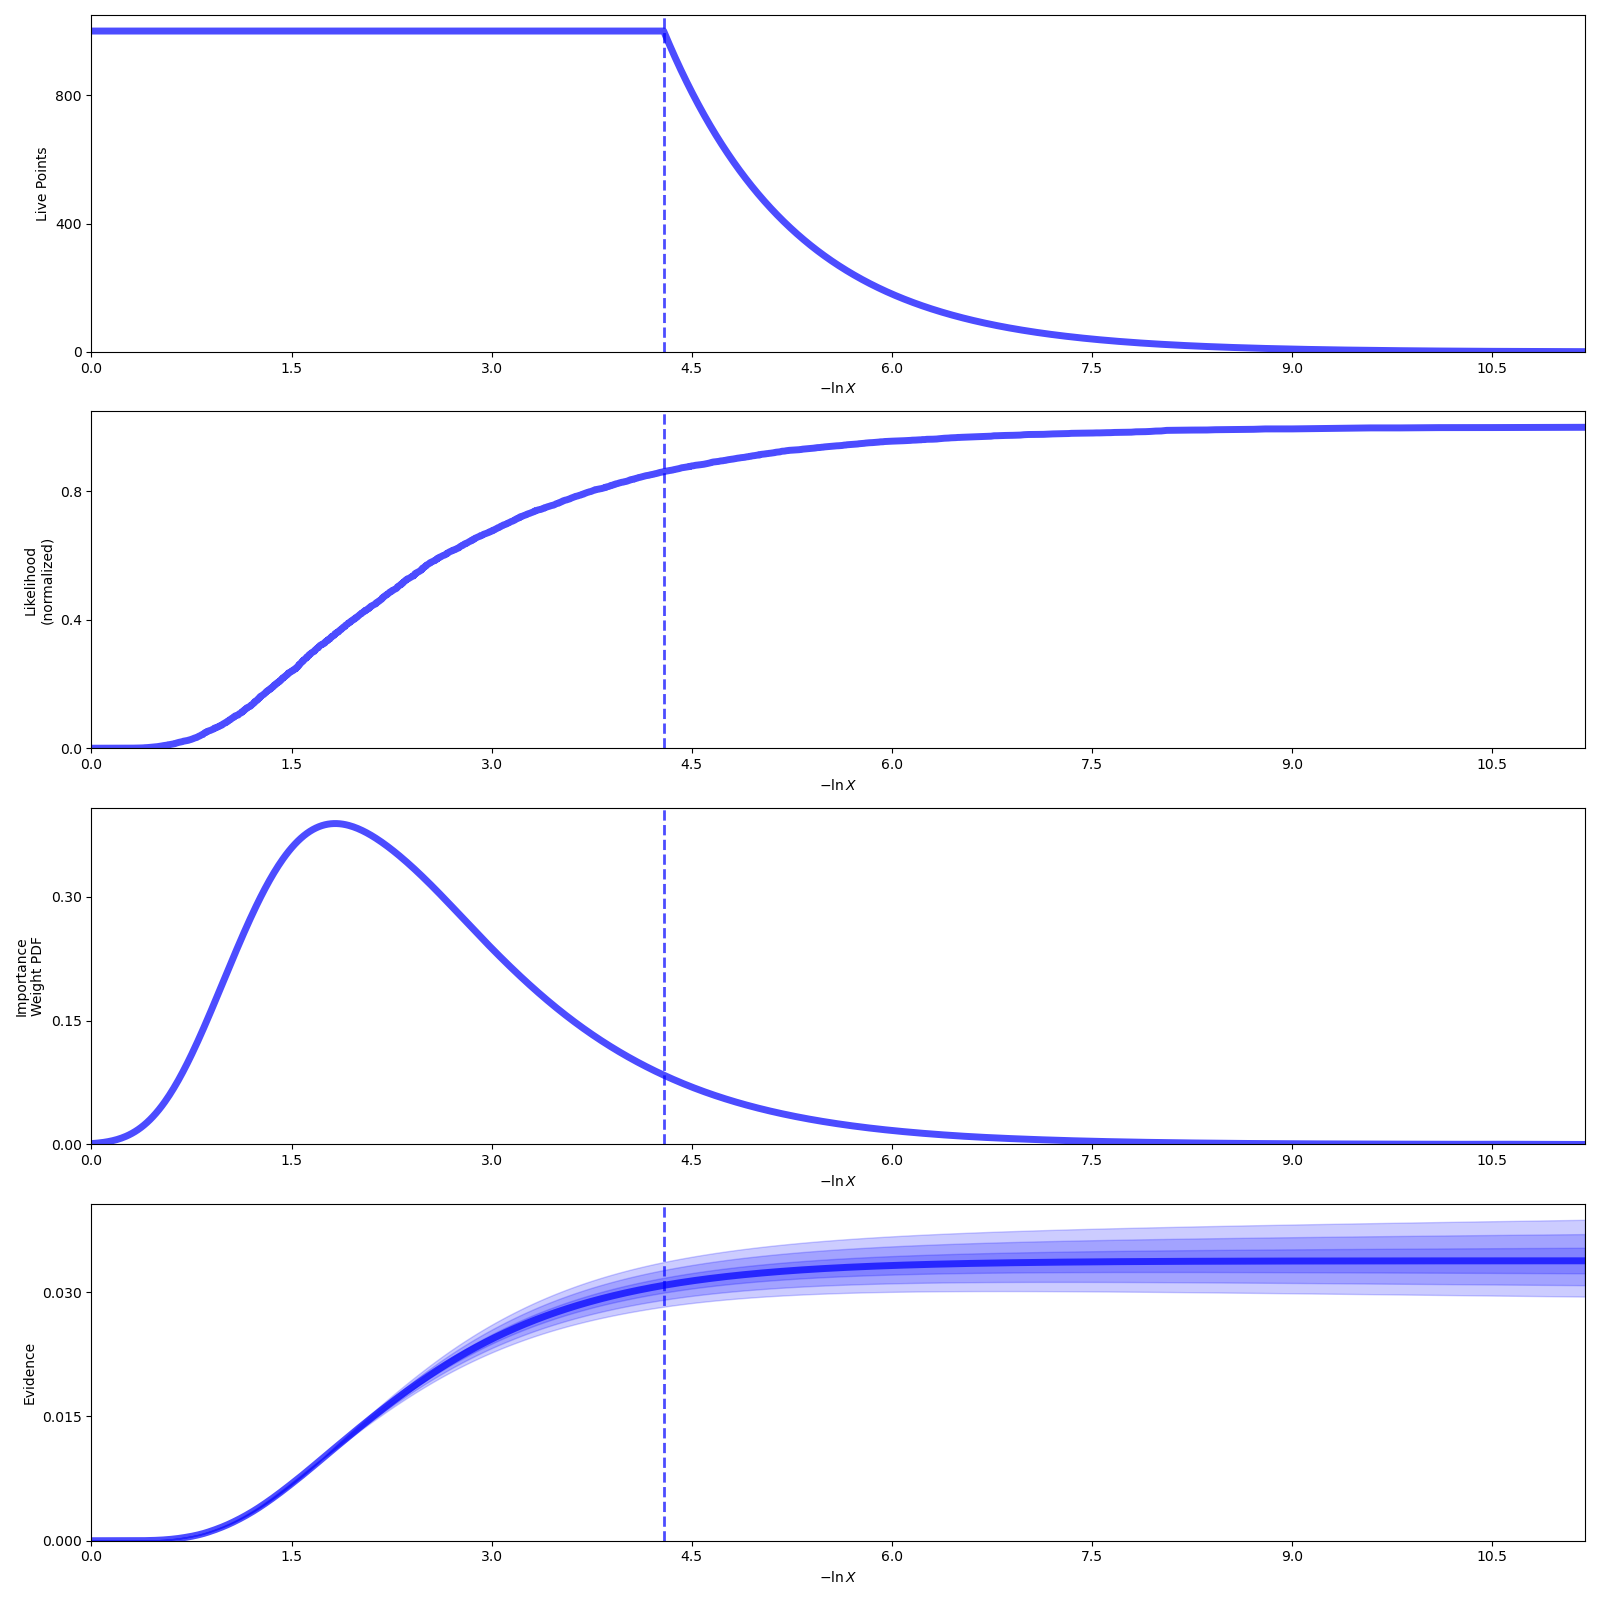 800
400
0
Live Points
0.0 1.5 3.0 4.5 6.0 7.5 9.0 10.5
−ln X
0.8
0.4
0.0
Likelihood
(normalized)
0.0 1.5 3.0 4.5 6.0 7.5 9.0 10.5
−ln X
0.30
0.15
0.00
Importance
Weight PDF
0.0 1.5 3.0 4.5 6.0 7.5 9.0 10.5
−ln X
0.030
0.015
0.000
Evidence
0.0 1.5 3.0 4.5 6.0 7.5 9.0 10.5
−ln X